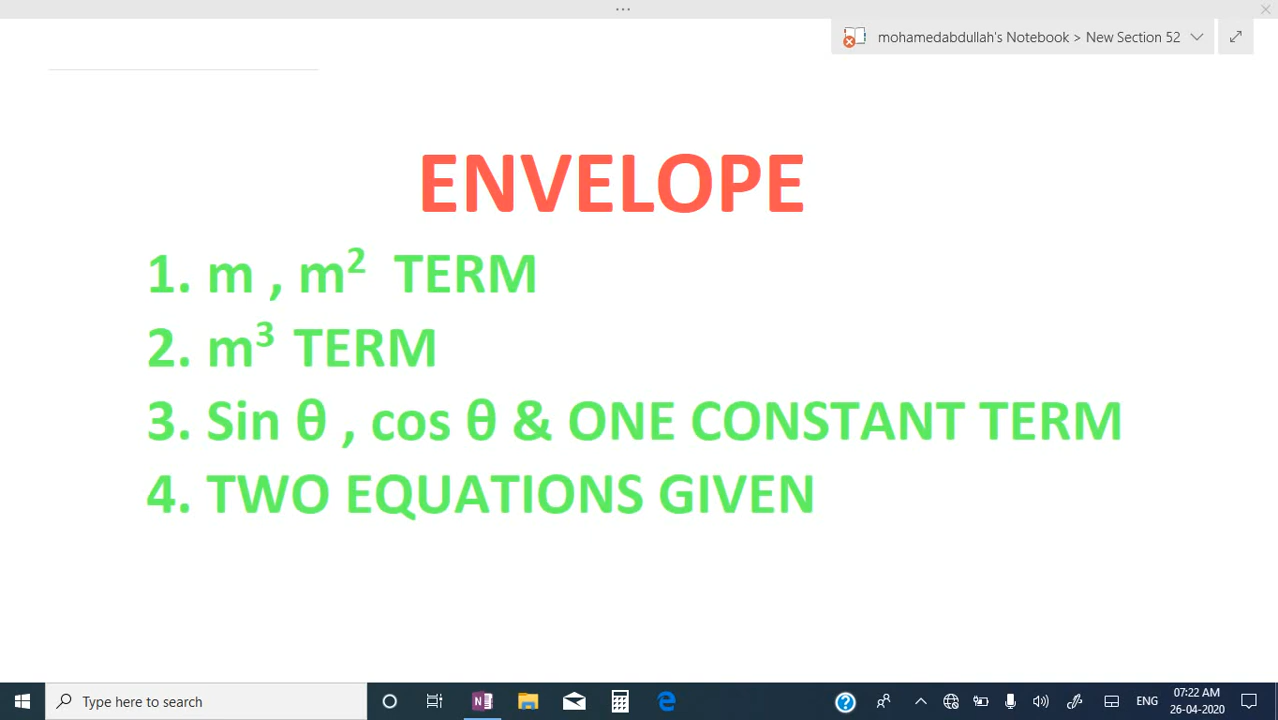 mohamedabdullah's Notebook > New Section 52
ENVELOPE
1. m , m² TERM
2. m³ TERM
3. Sin θ , cos θ & ONE CONSTANT TERM
4. TWO EQUATIONS GIVEN
Type here to search
ENG
07:22 AM
26-04-2020